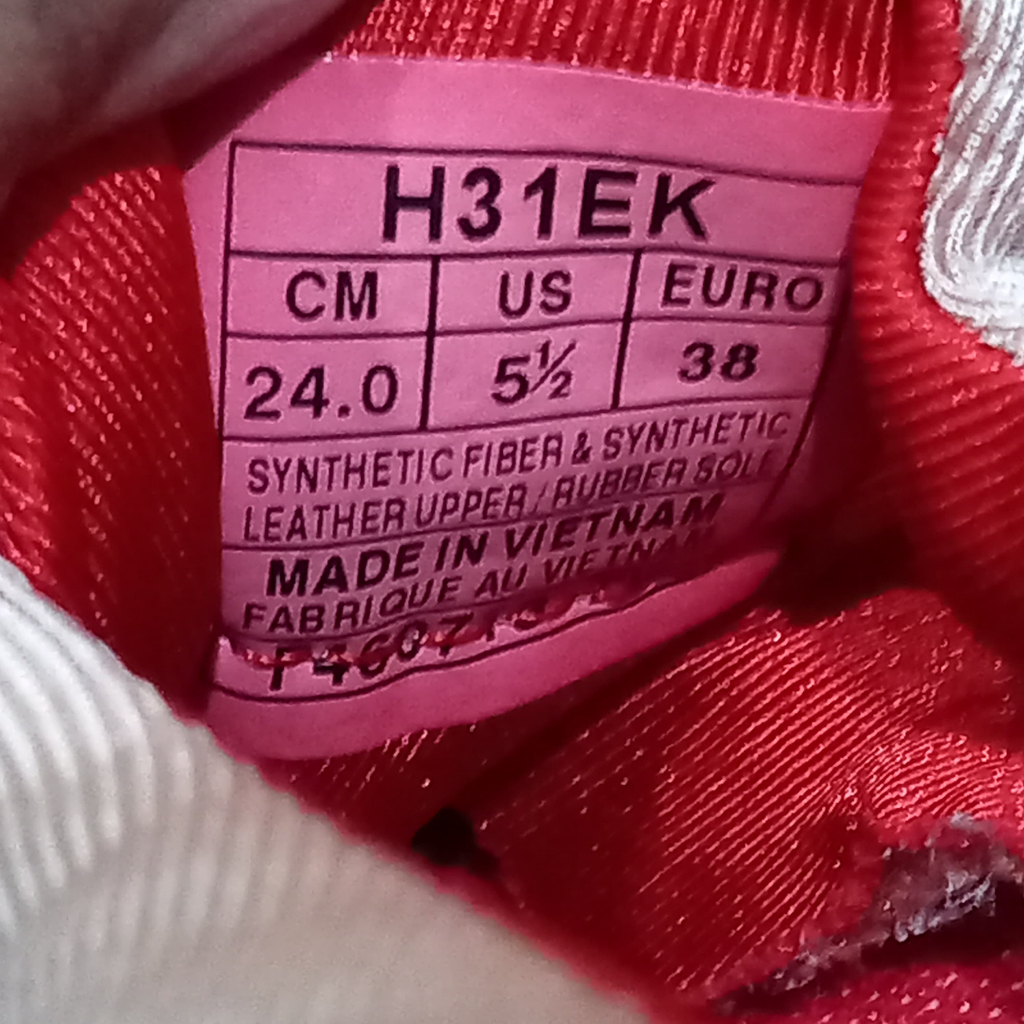 H31EK
CM US EURO
24.0 5½ 38
SYNTHETIC FIBER & SYNTHETIC
LEATHER UPPER / RUBBER SOLE
MADE IN VIETNAM
FABRIQUE AU VIETNAM